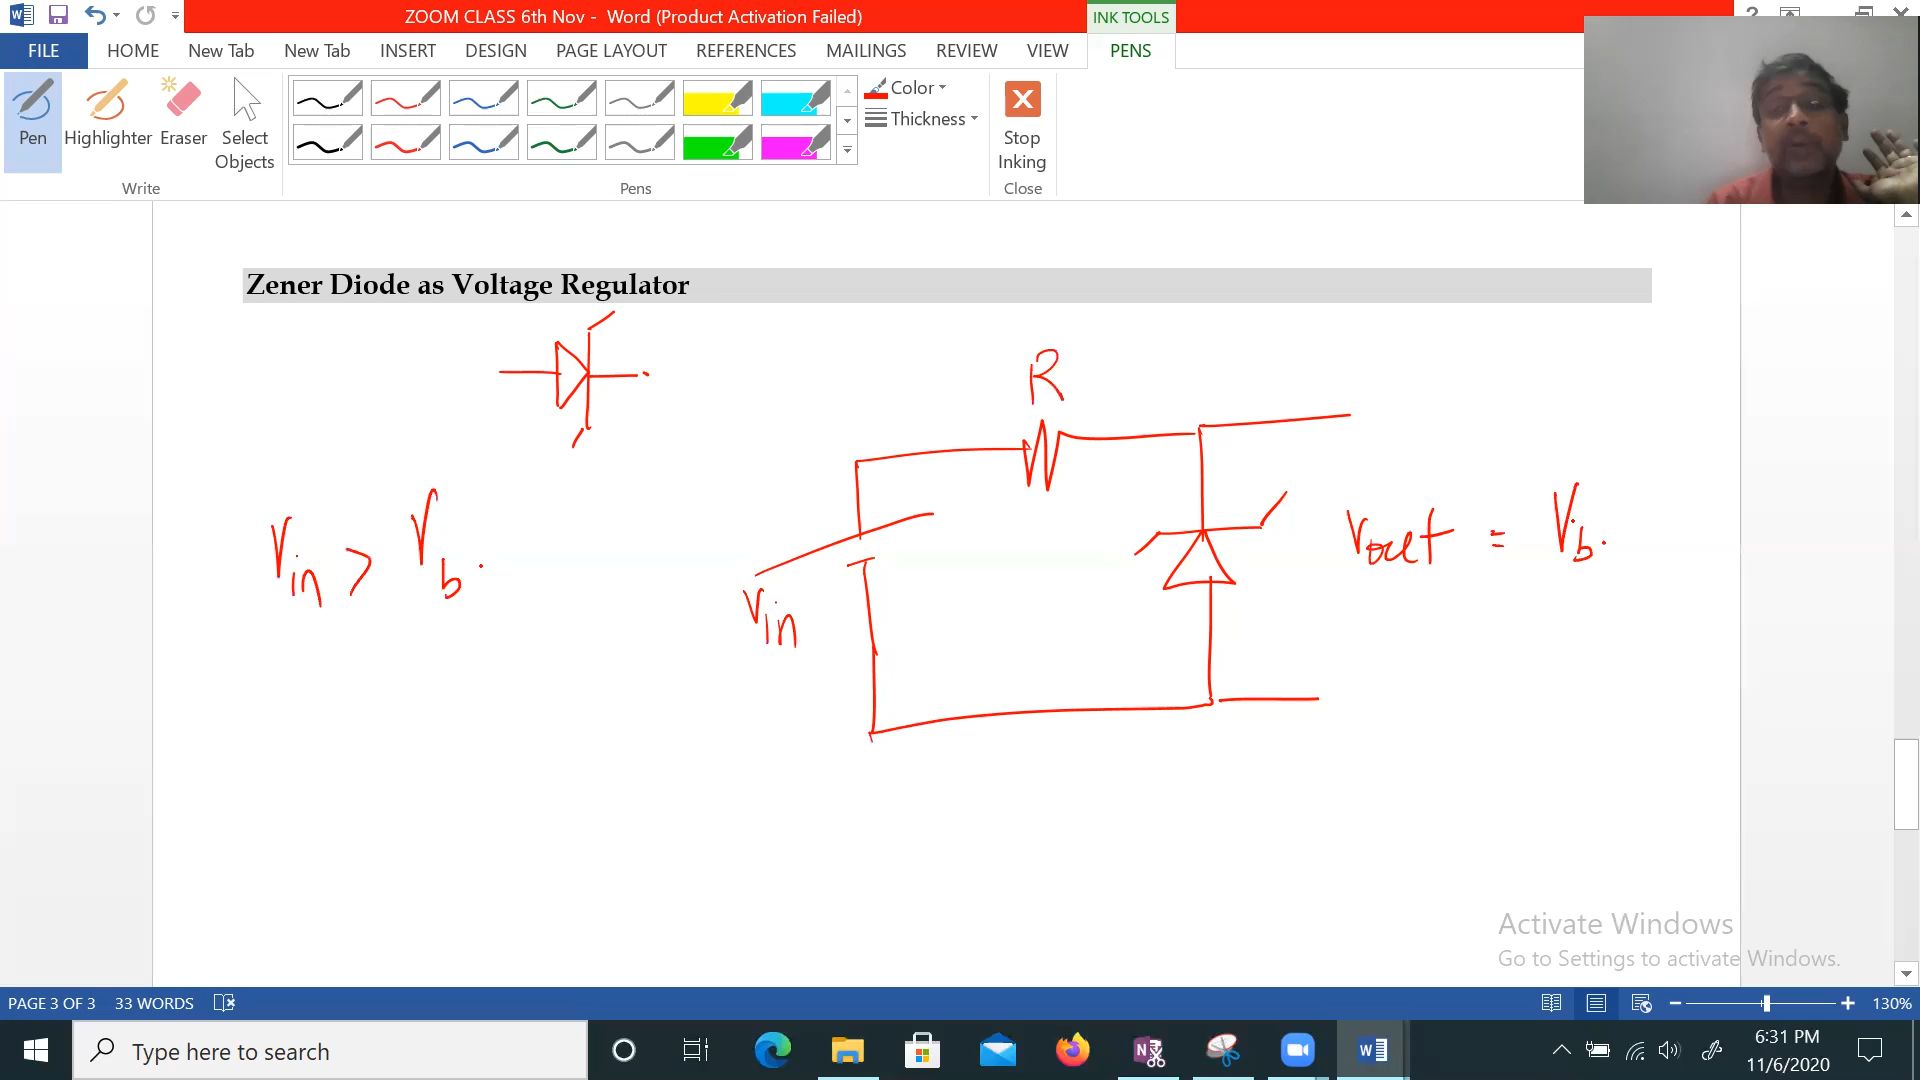 ZOOM CLASS 6th Nov - Word (Product Activation Failed)
INK TOOLS
?
FILE HOME New Tab New Tab INSERT DESIGN PAGE LAYOUT REFERENCES MAILINGS REVIEW VIEW PENS
Pen Highlighter Eraser Select Objects
Color
Thickness
Stop Inking
Write Pens Close
Zener Diode as Voltage Regulator
R
Vin > Vb.
Vin
Vout = Vb.
Activate Windows
Go to Settings to activate Windows.
PAGE 3 OF 3 33 WORDS
130%
Type here to search
6:31 PM
11/6/2020